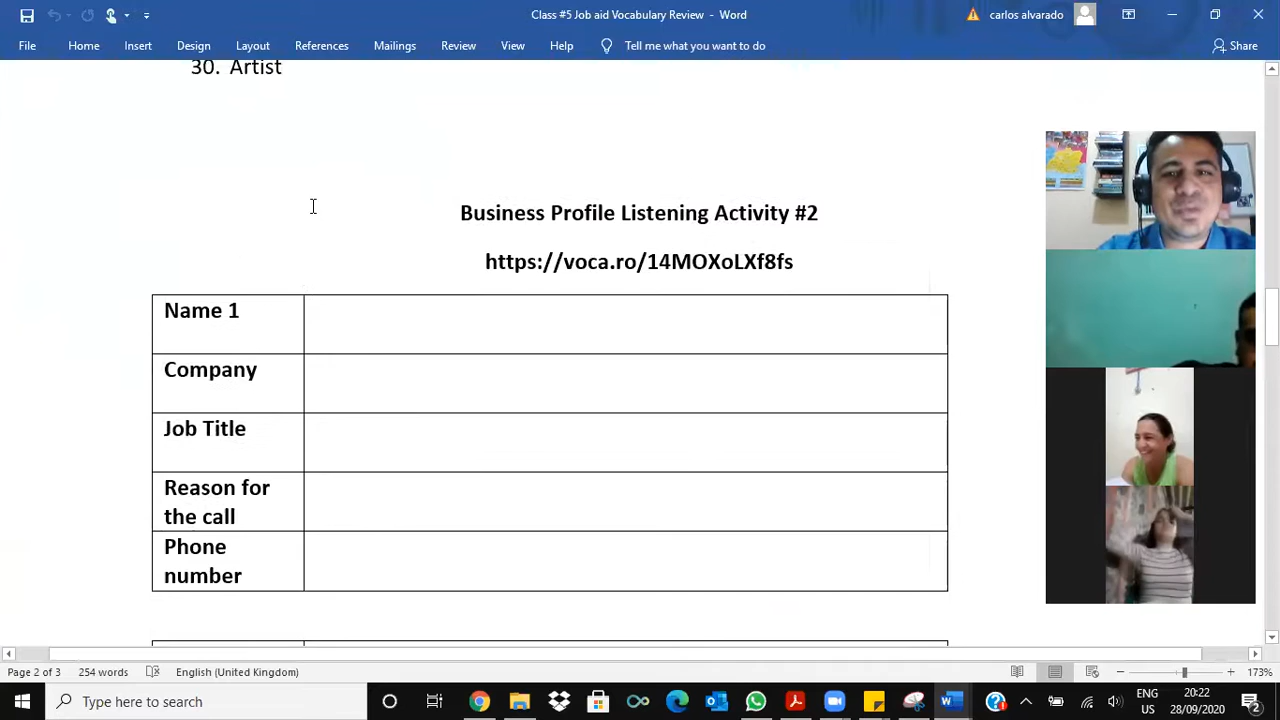 Class #5 Job aid Vocabulary Review - Word
carlos alvarado
File Home Insert Design Layout References Mailings Review View Help Tell me what you want to do Share
30. Artist
Business Profile Listening Activity #2
https://voca.ro/14MOXoLXf8fs
Name 1
Company
Job Title
Reason for
the call
Phone
number
Page 2 of 3 254 words English (United Kingdom) 173%
Type here to search
ENG
US
20:22
28/09/2020
2